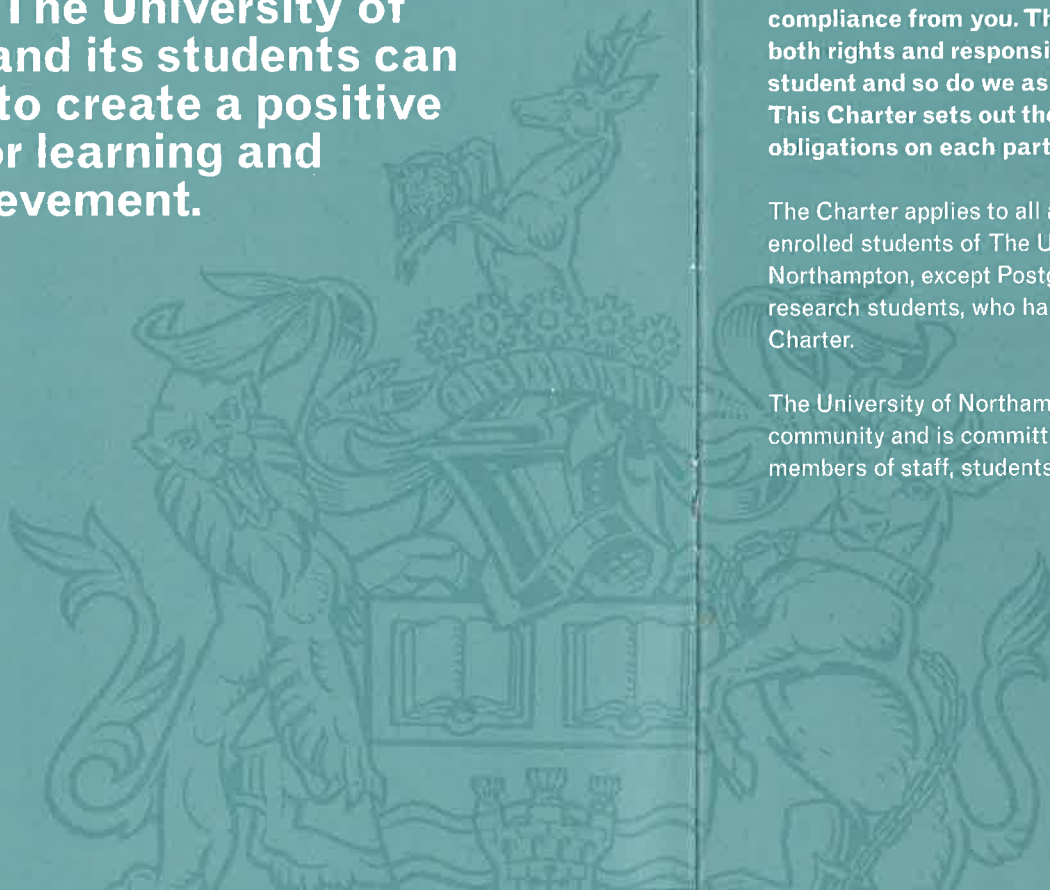 The University of
and its students can
to create a positive
or learning and
evement.
compliance from you. Th
both rights and responsi
student and so do we as
This Charter sets out the
obligations on each part
The Charter applies to all a
enrolled students of The U
Northampton, except Postg
research students, who ha
Charter.
The University of Northam
community and is committ
members of staff, students